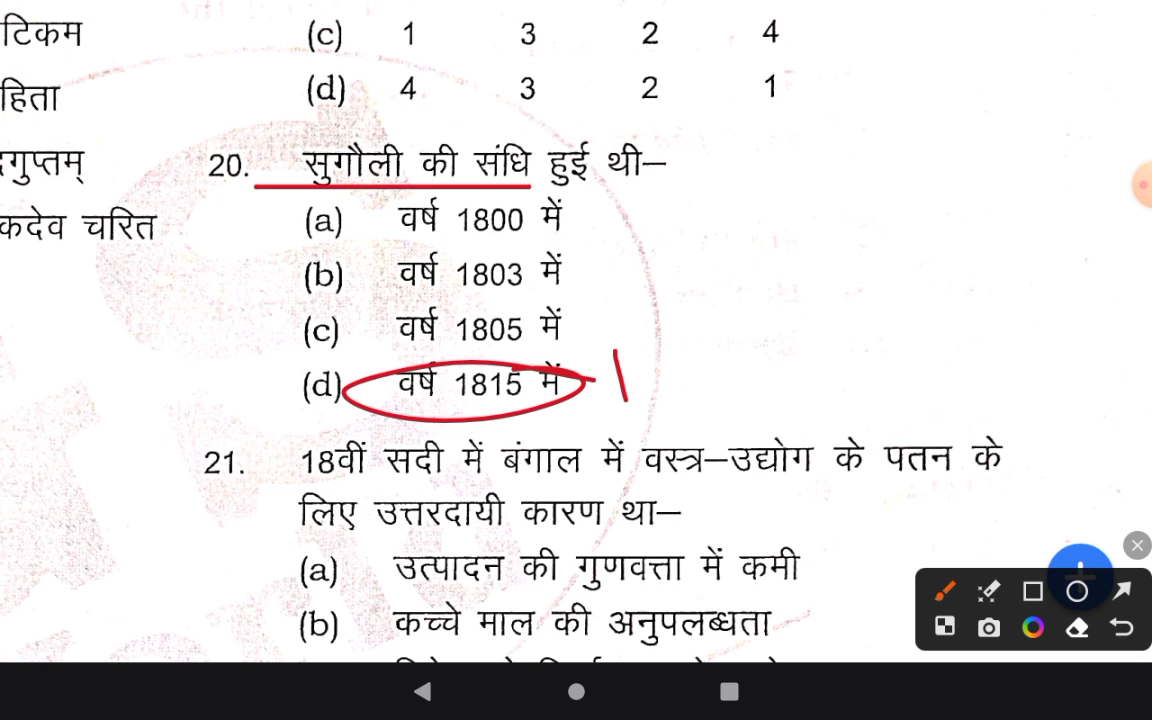 टिकम
हिता
गुप्तम्
कदेव चरित
(c) 1 3 2 4
(d) 4 3 2 1
20. सुगौली की संधि हुई थी–
(a) वर्ष 1800 में
(b) वर्ष 1803 में
(c) वर्ष 1805 में
(d) वर्ष 1815 में
21. 18वीं सदी में बंगाल में वस्त्र–उद्योग के पतन के
लिए उत्तरदायी कारण था–
(a) उत्पादन की गुणवत्ता में कमी
(b) कच्चे माल की अनुपलब्धता